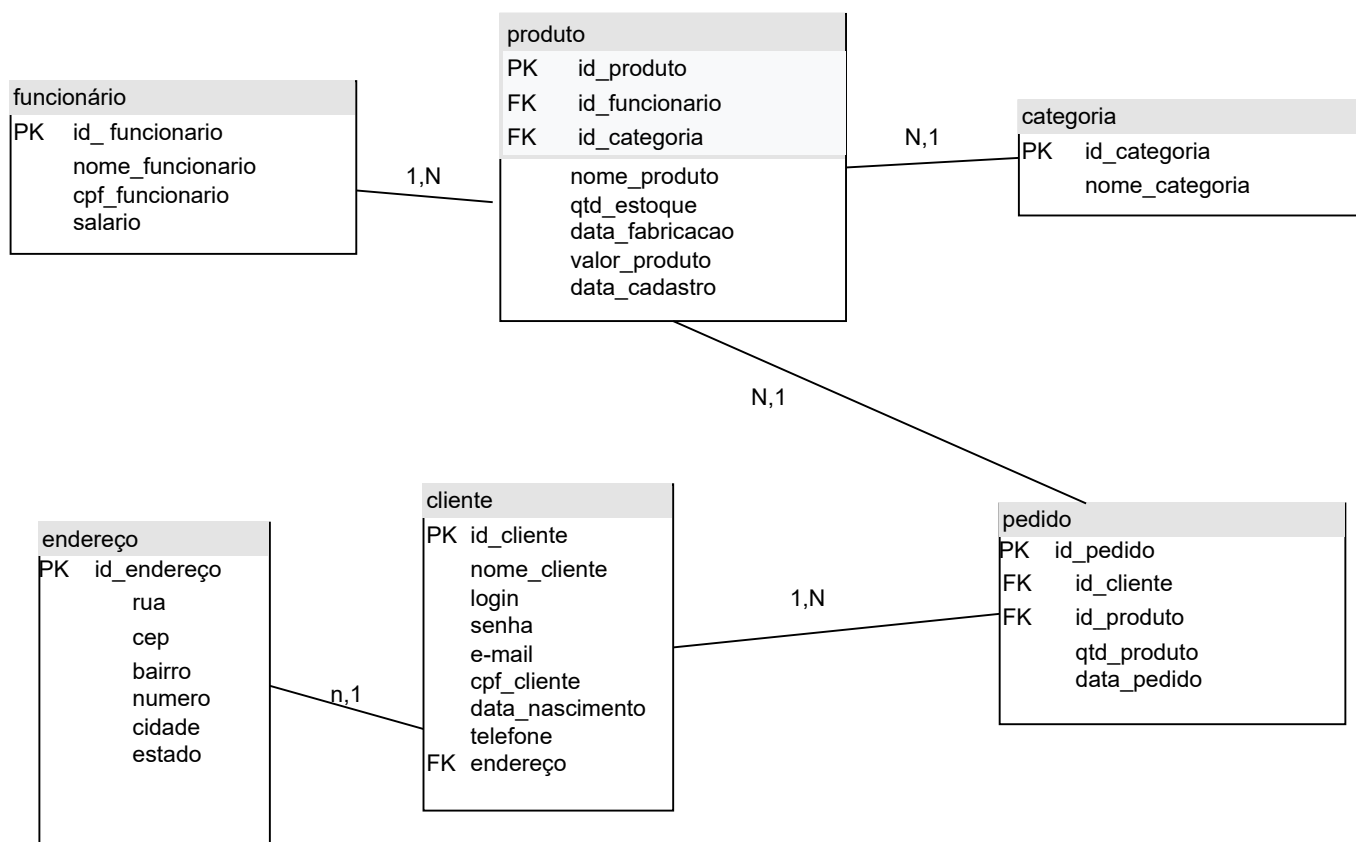 produto
PK id_produto
FK id_funcionario
FK id_categoria
nome_produto
qtd_estoque
data_fabricacao
valor_produto
data_cadastro
funcionário
PK id_ funcionario
nome_funcionario
cpf_funcionario
salario
1,N
N,1
categoria
PK id_categoria
nome_categoria
N,1
endereço
PK id_endereço
rua
cep
bairro
numero
cidade
estado
n,1
cliente
PK id_cliente
nome_cliente
login
senha
e-mail
cpf_cliente
data_nascimento
telefone
FK endereço
1,N
pedido
PK id_pedido
FK id_cliente
FK id_produto
qtd_produto
data_pedido